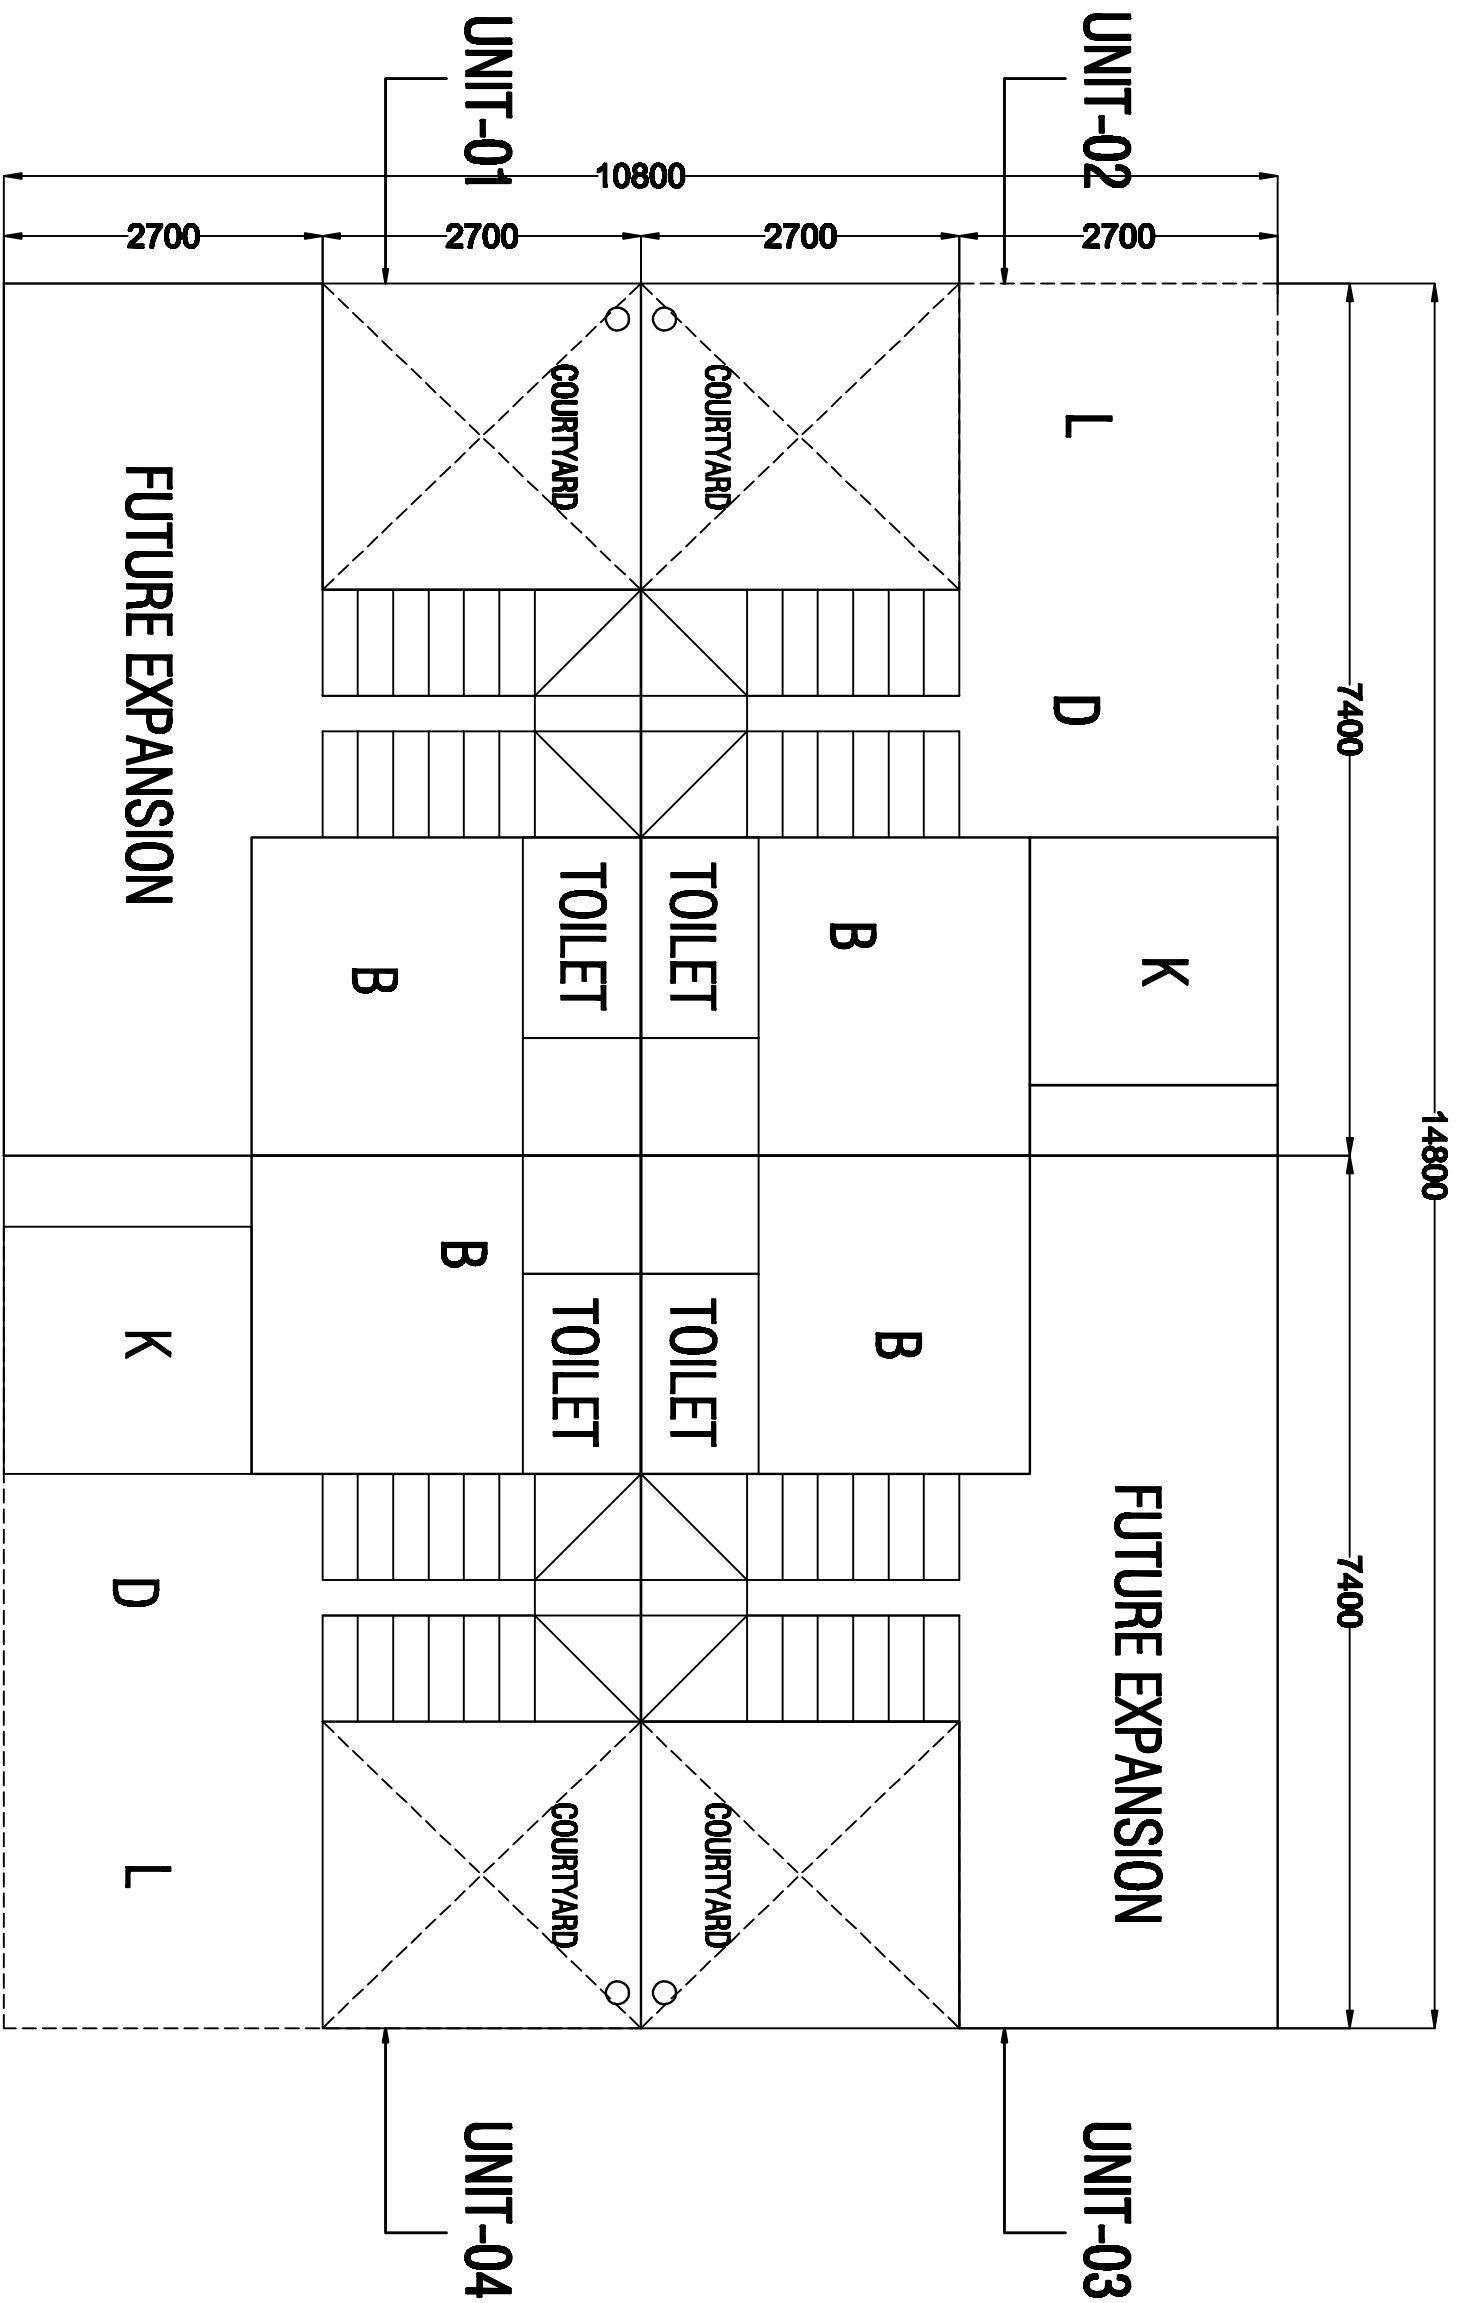 UNIT-02
UNIT-03
14800
7400
7400
L
D
K
FUTURE EXPANSION
2700
B
B
COURTYARD
TOILET
TOILET
COURTYARD
2700
10800
COURTYARD
TOILET
TOILET
COURTYARD
2700
B
B
UNIT-01
UNIT-04
FUTURE EXPANSION
K
D
L
2700